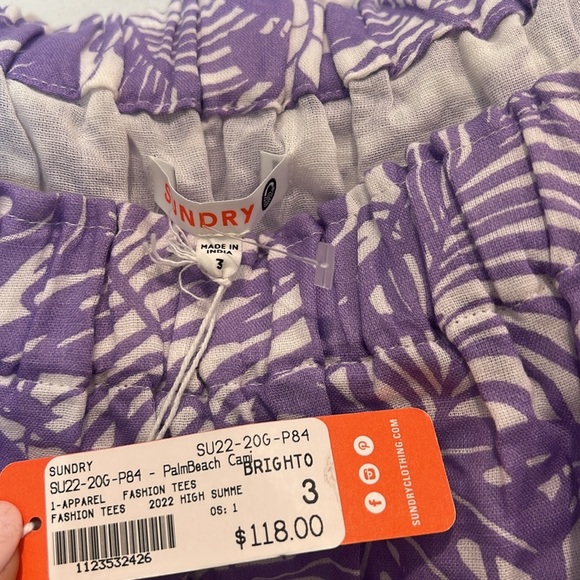 SUNDRY
MADE IN
INDIA
3
SUNDRY
SU22-20G-P84
SU22-20G-P84 - PalmBeach Cami
BRIGHTO
1-APPAREL FASHION TEES
FASHION TEES 2022 HIGH SUMME
OS: 1
3
$118.00
1123532426
SUNDRYCLOTHING.COM